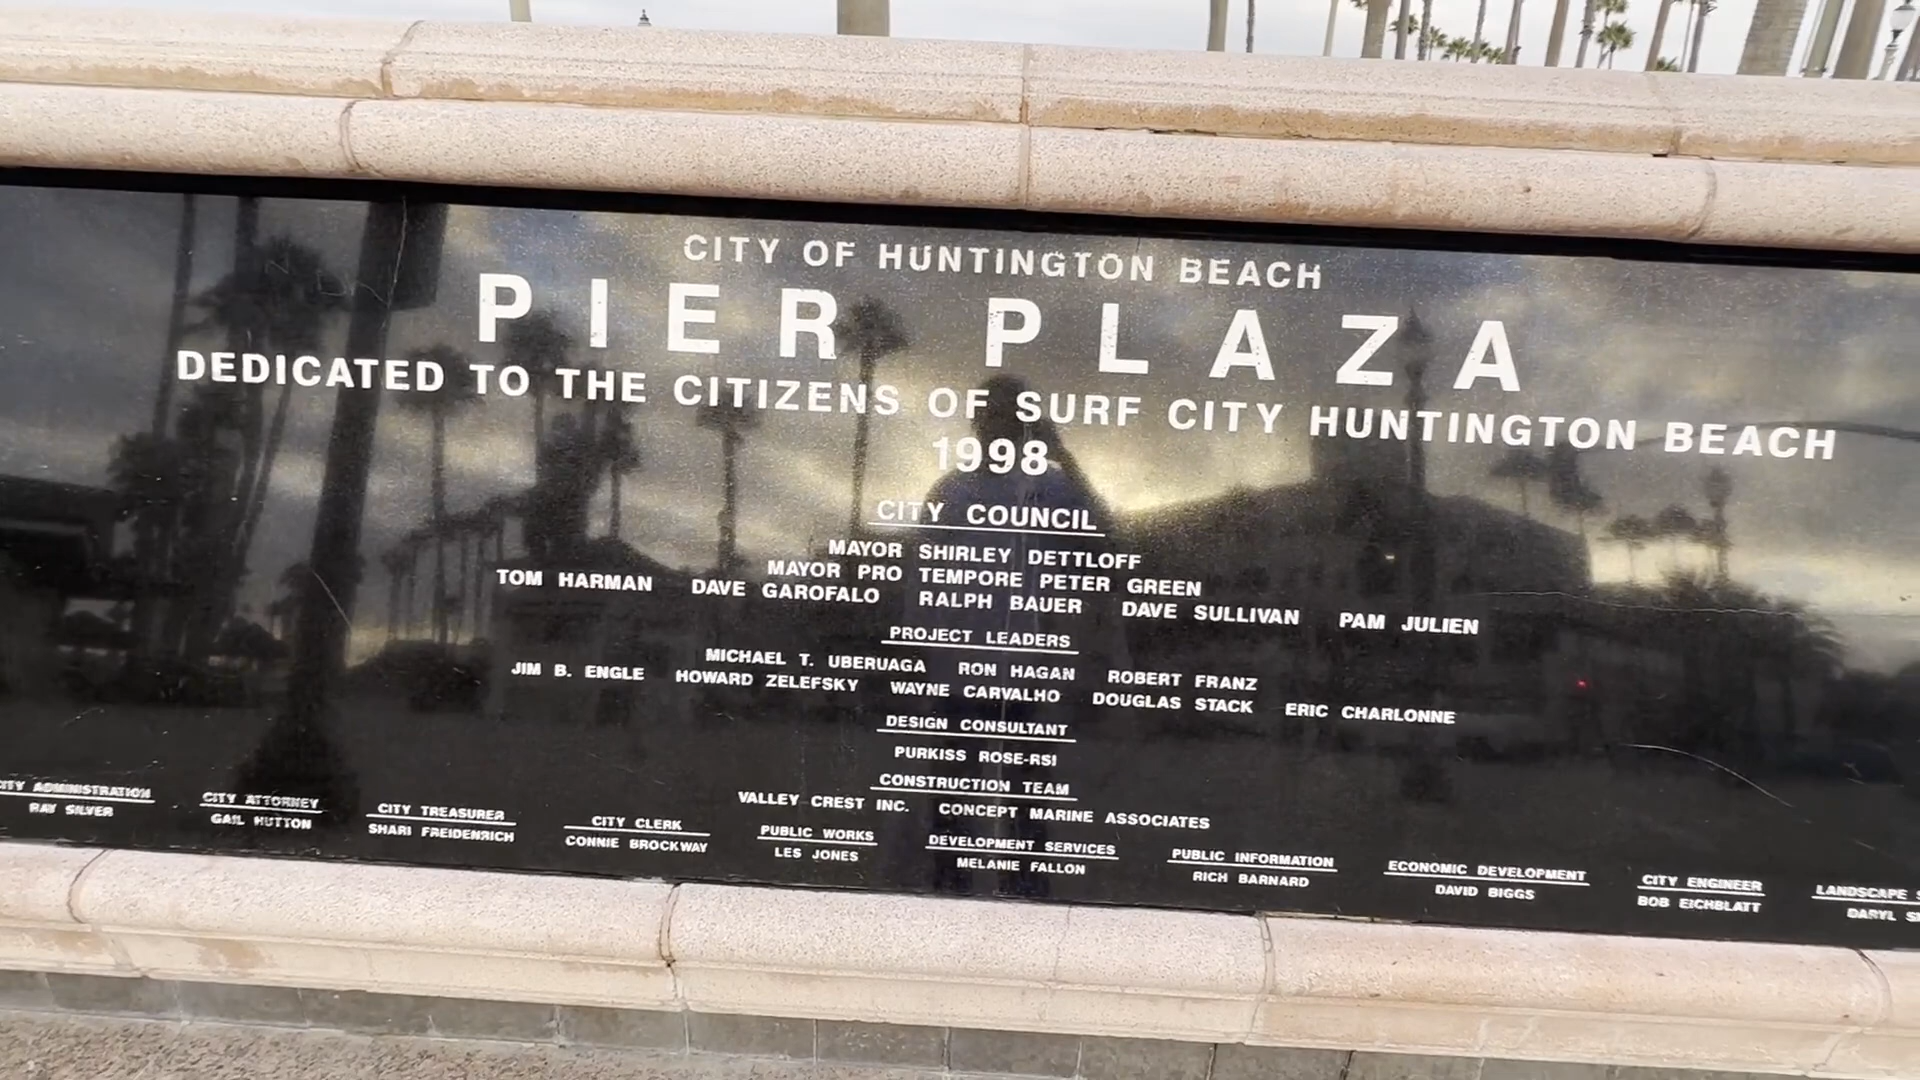 CITY OF HUNTINGTON BEACH
PIER PLAZA
DEDICATED TO THE CITIZENS OF SURF CITY HUNTINGTON BEACH
1998
CITY COUNCIL
MAYOR SHIRLEY DETTLOFF
MAYOR PRO TEMPORE PETER GREEN
TOM HARMAN DAVE GAROFALO RALPH BAUER DAVE SULLIVAN PAM JULIEN
PROJECT LEADERS
MICHAEL T. UBERUAGA RON HAGAN ROBERT FRANZ
JIM B. ENGLE HOWARD ZELEFSKY WAYNE CARVALHO DOUGLAS STACK ERIC CHARLONNE
DESIGN CONSULTANT
PURKISS ROSE-RSI
CONSTRUCTION TEAM
VALLEY CREST INC. CONCEPT MARINE ASSOCIATES
CITY ADMINISTRATION
RAY SILVER
CITY ATTORNEY
GAIL HUTTON
CITY TREASURER
SHARI FREIDENRICH
CITY CLERK
CONNIE BROCKWAY
PUBLIC WORKS
LES JONES
DEVELOPMENT SERVICES
MELANIE FALLON
PUBLIC INFORMATION
RICH BARNARD
ECONOMIC DEVELOPMENT
DAVID BIGGS
CITY ENGINEER
BOB EICHBLATT
LANDSCAPE
DARYL